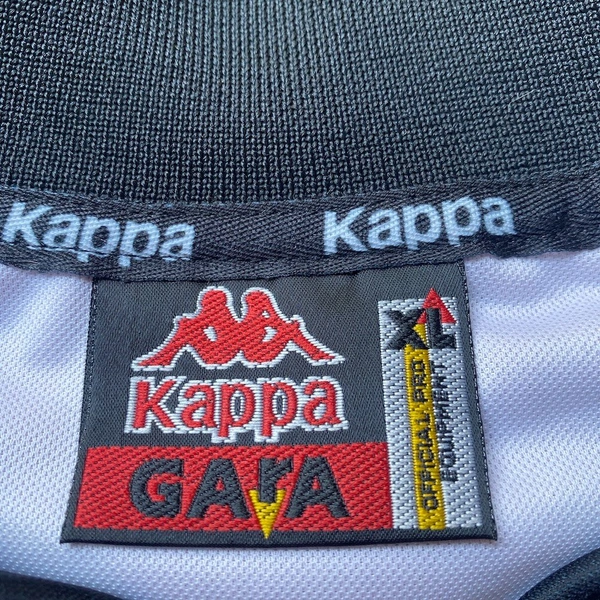 Kappa Kappa
Kappa
GArA
XL
OFFICIAL PRO
EQUIPMENT